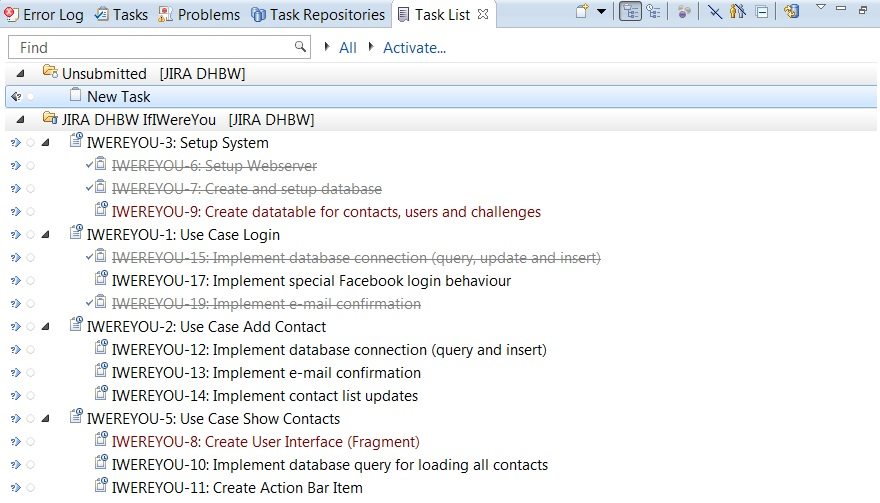 Error Log Tasks Problems Task Repositories Task List
Find All Activate...
Unsubmitted [JIRA DHBW]
New Task
JIRA DHBW IfIWereYou [JIRA DHBW]
IWEREYOU-3: Setup System
IWEREYOU-6: Setup Webserver
IWEREYOU-7: Create and setup database
IWEREYOU-9: Create datatable for contacts, users and challenges
IWEREYOU-1: Use Case Login
IWEREYOU-15: Implement database connection (query, update and insert)
IWEREYOU-17: Implement special Facebook login behaviour
IWEREYOU-19: Implement e-mail confirmation
IWEREYOU-2: Use Case Add Contact
IWEREYOU-12: Implement database connection (query and insert)
IWEREYOU-13: Implement e-mail confirmation
IWEREYOU-14: Implement contact list updates
IWEREYOU-5: Use Case Show Contacts
IWEREYOU-8: Create User Interface (Fragment)
IWEREYOU-10: Implement database query for loading all contacts
IWEREYOU-11: Create Action Bar Item